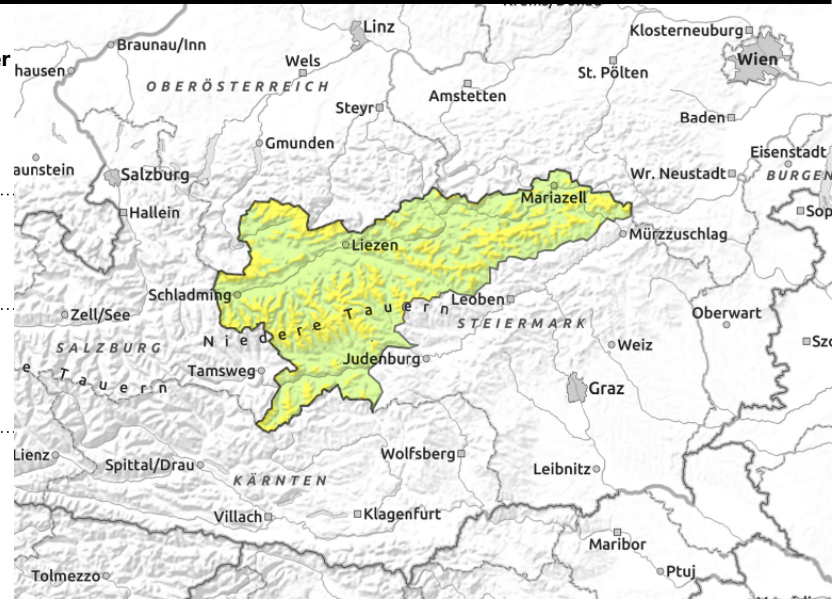 Linz
Klosterneuburg
er
Braunau/Inn
Wels
Wien
hausen
St. Pölten
OBERÖSTERREICH
Amstetten
Steyr
Baden
Gmunden
Eisenstadt
aunstein
Salzburg
Wr. Neustadt
BURGEN
Mariazell
Hallein
Sop
Mürzzuschlag
Liezen
Schladming
Leoben
Zell/See
Niedere Tauern
STEIERMARK
Oberwart
SALZBURG
Weiz
Szo
Judenburg
Tamsweg
e Tauern
Graz
Lienz
Wolfsberg
Spittal/Drau
Leibnitz
KÄRNTEN
Villach
Klagenfurt
Maribor
Tolmezzo
Ptuj